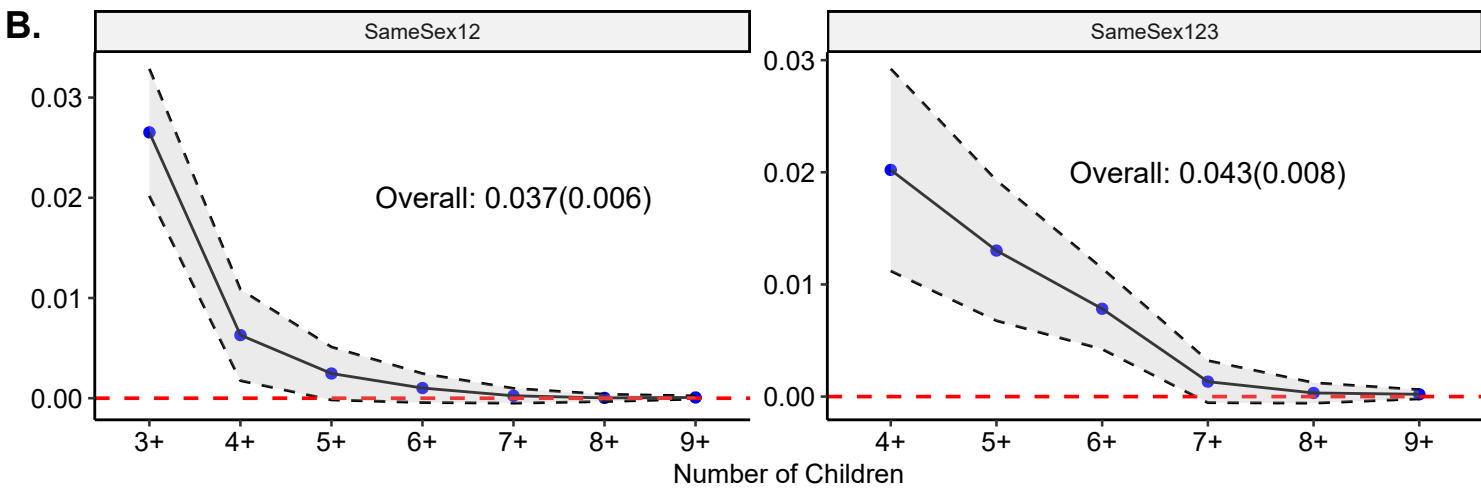 B.
SameSex12
0.03
0.02
0.01
0.00
Overall: 0.037(0.006)
3+ 4+ 5+ 6+ 7+ 8+ 9+
SameSex123
0.03
0.02
0.01
0.00
Overall: 0.043(0.008)
4+ 5+ 6+ 7+ 8+ 9+
Number of Children